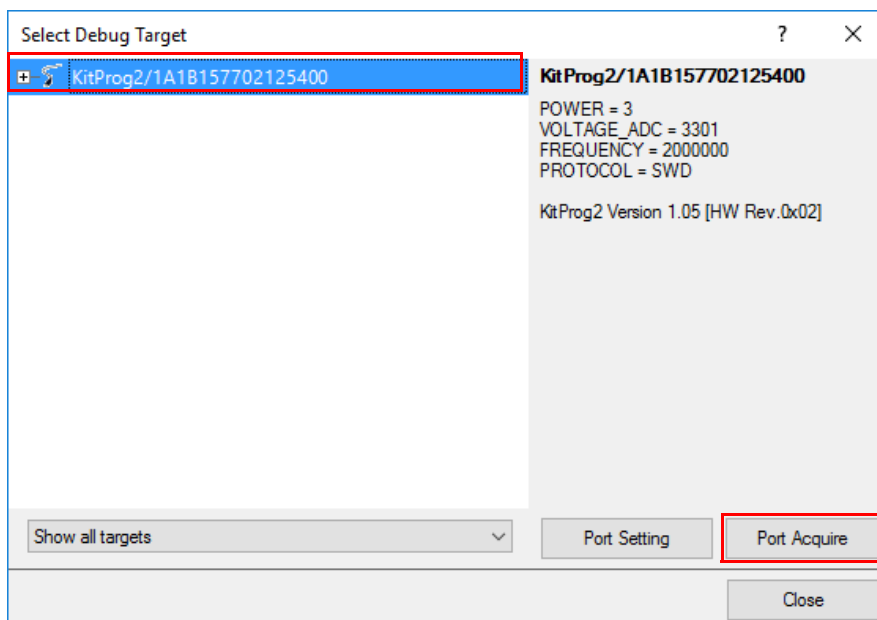 Select Debug Target
?
KitProg2/1A1B157702125400
KitProg2/1A1B157702125400
POWER = 3
VOLTAGE_ADC = 3301
FREQUENCY = 2000000
PROTOCOL = SWD
KitProg2 Version 1.05 [HW Rev.0x02]
Show all targets
Port Setting
Port Acquire
Close